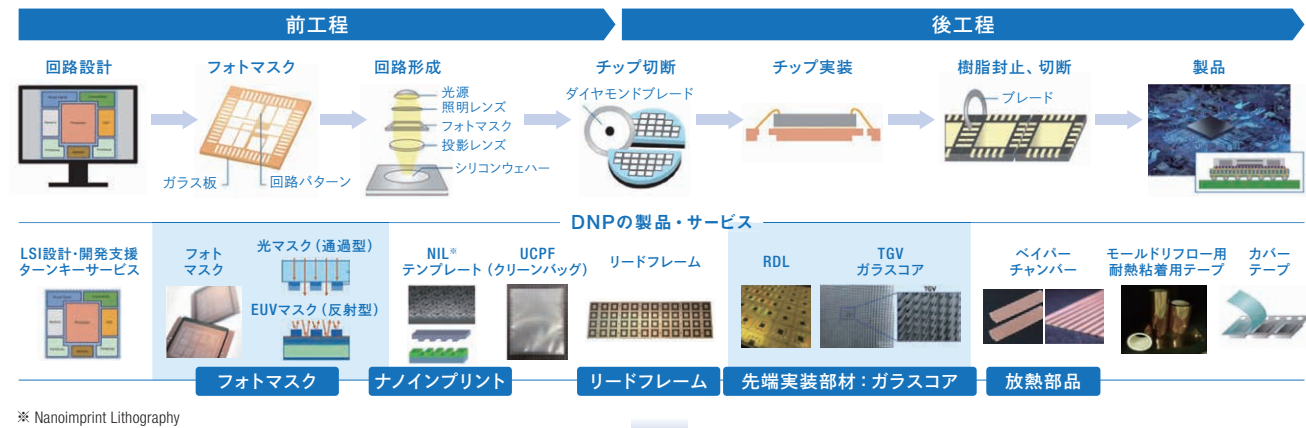 前工程
後工程
回路設計
フォトマスク
回路形成
チップ切断
チップ実装
樹脂封止、切断
製品
光源
照明レンズ
フォトマスク
投影レンズ
シリコンウェハー
ガラス板
回路パターン
ダイヤモンドブレード
ブレード
DNPの製品・サービス
LSI設計・開発支援
ターンキーサービス
フォト
マスク
光マスク（通過型）
EUVマスク（反射型）
NIL※
テンプレート
UCPF
（クリーンバッグ）
リードフレーム
RDL
TGV
ガラスコア
TGV
ベイパー
チャンバー
モールドリフロー用
耐熱粘着用テープ
カバー
テープ
フォトマスク
ナノインプリント
リードフレーム
先端実装部材：ガラスコア
放熱部品
※ Nanoimprint Lithography